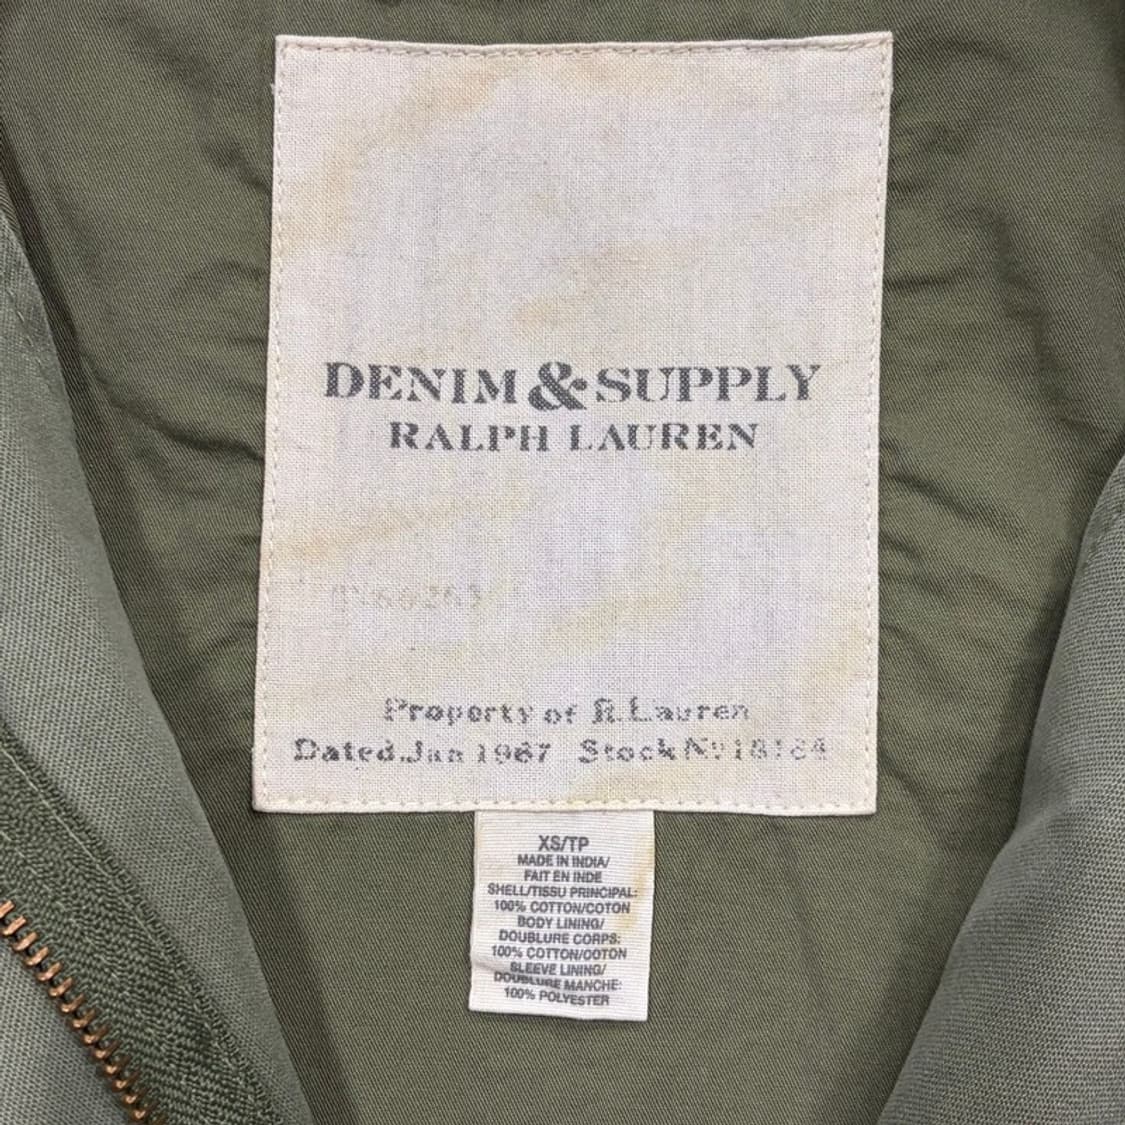 DENIM & SUPPLY
RALPH LAUREN
Property of R. Lauren
Dated. Jan 1967 Stock Nº
XS/TP
MADE IN INDIA/
FAIT EN INDE
SHELL/TISSU PRINCIPAL:
100% COTTON/COTON
BODY LINING/
DOUBLURE CORPS:
100% COTTON/COTON
SLEEVE LINING/
DOUBLURE MANCHE:
100% POLYESTER